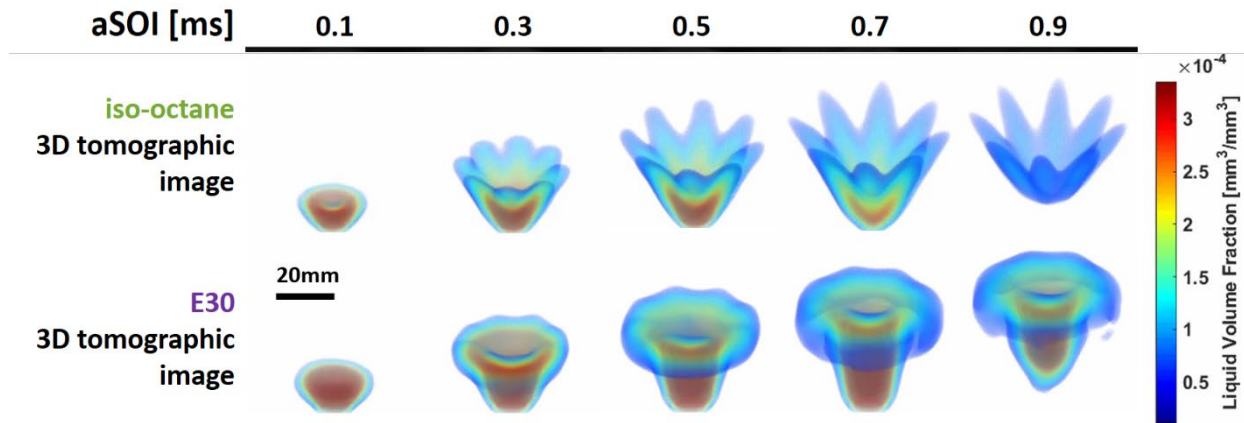 aSOI [ms] 0.1 0.3 0.5 0.7 0.9
iso-octane
3D tomographic
image
20mm
E30
3D tomographic
image
×10⁻⁴
3
2.5
2
1.5
1
0.5
Liquid Volume Fraction [mm³/mm³]